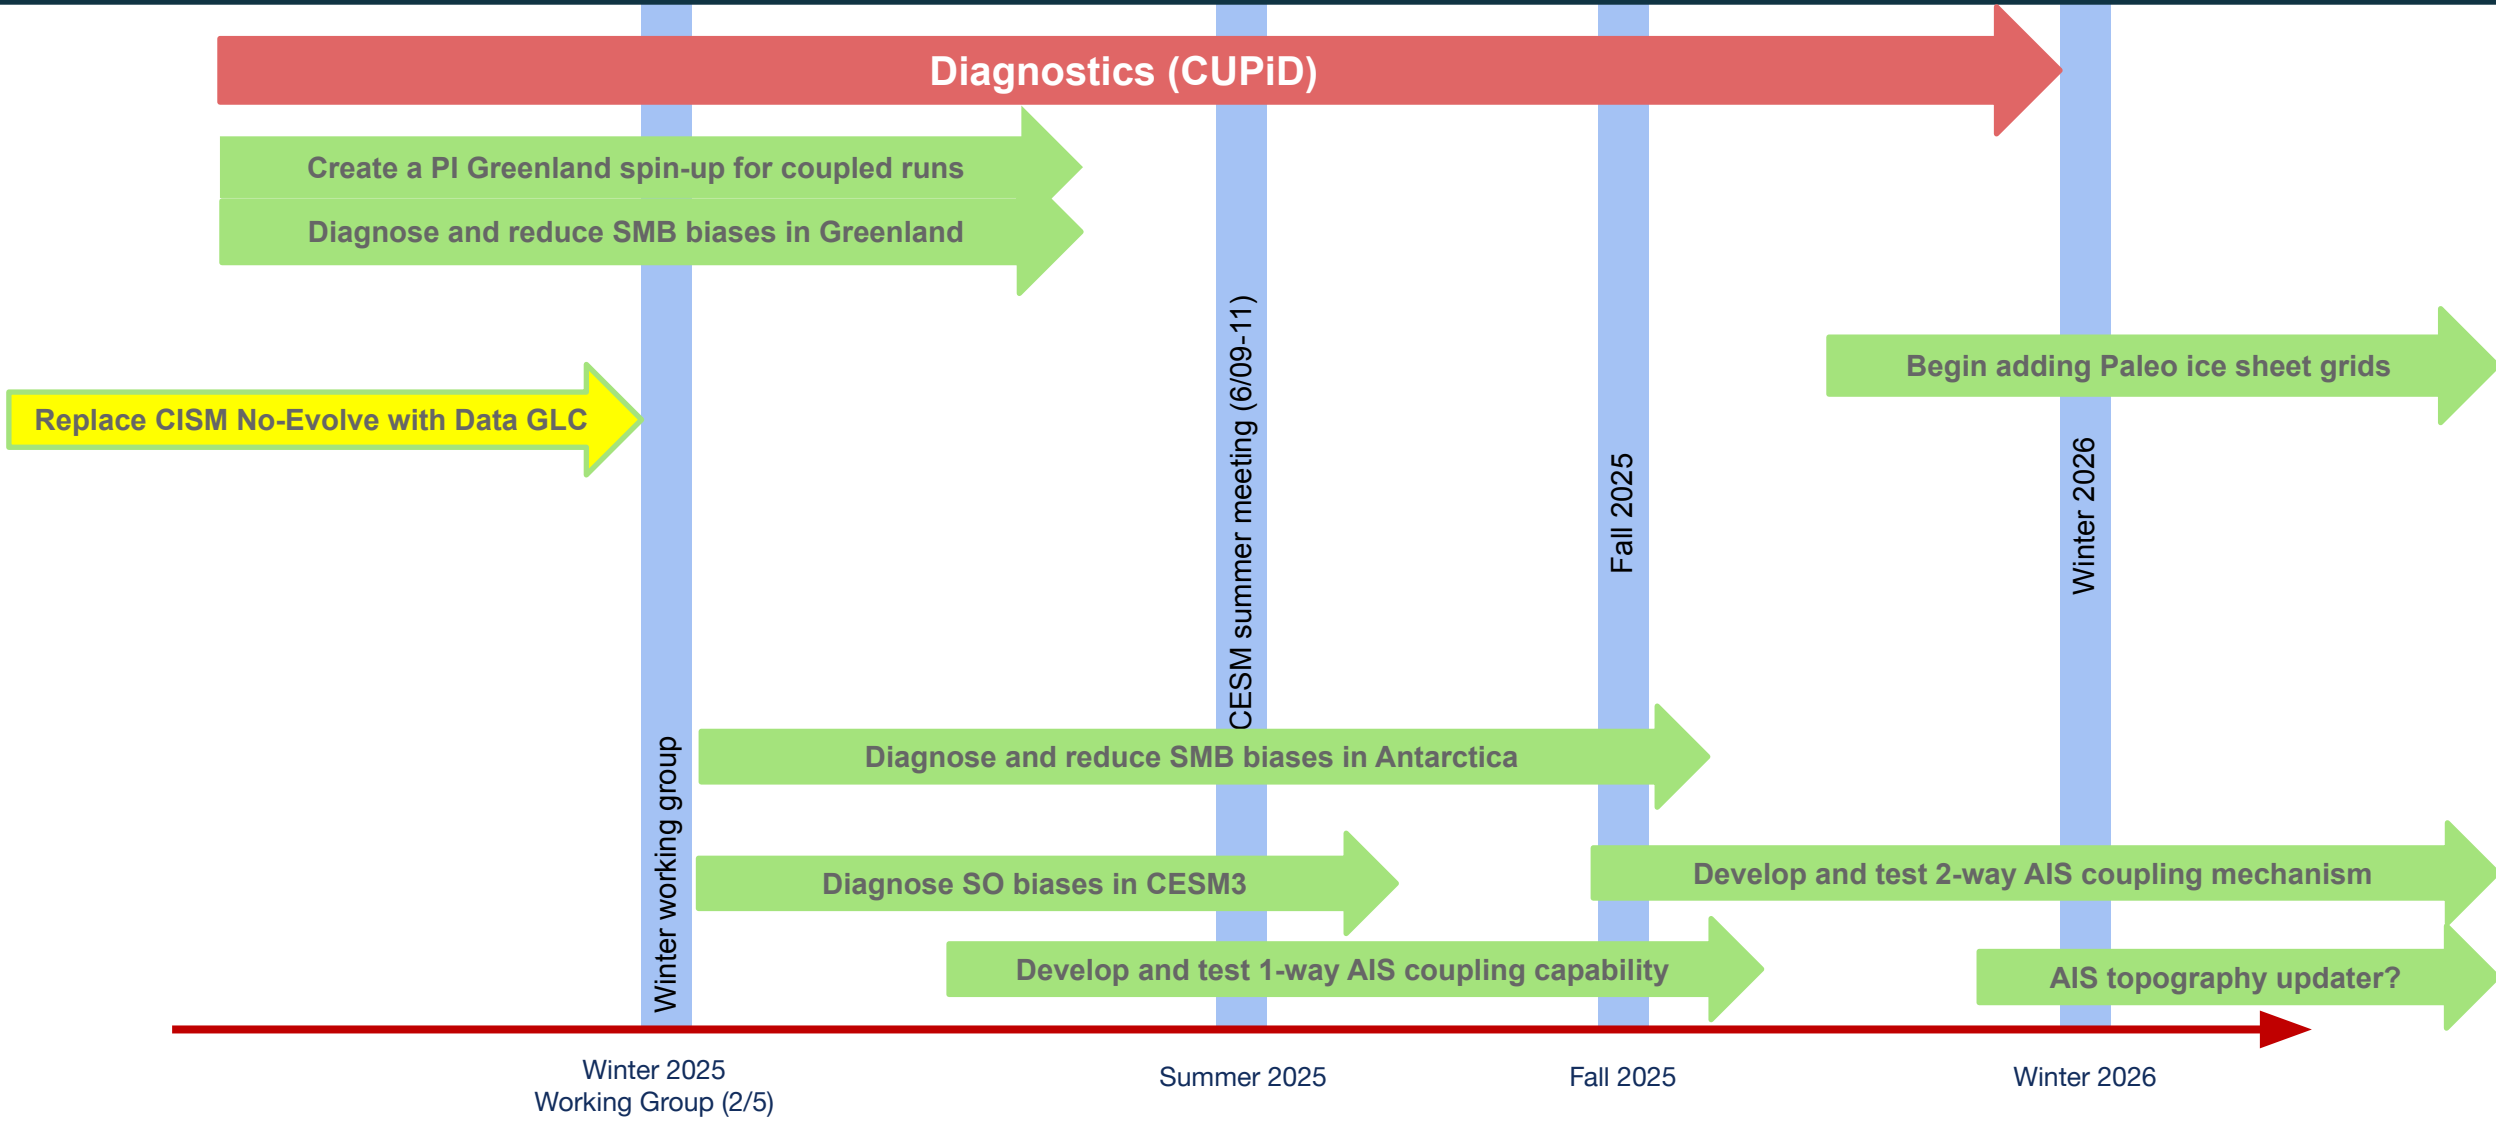 Diagnostics (CUPiD)
Create a PI Greenland spin-up for coupled runs
Diagnose and reduce SMB biases in Greenland
Begin adding Paleo ice sheet grids
Replace CISM No-Evolve with Data GLC
CESM summer meeting (6/09-11)
Fall 2025
Winter 2026
Winter working group
Diagnose and reduce SMB biases in Antarctica
Diagnose SO biases in CESM3
Develop and test 2-way AIS coupling mechanism
Develop and test 1-way AIS coupling capability
AIS topography updater?
Winter 2025
Working Group (2/5)
Summer 2025
Fall 2025
Winter 2026